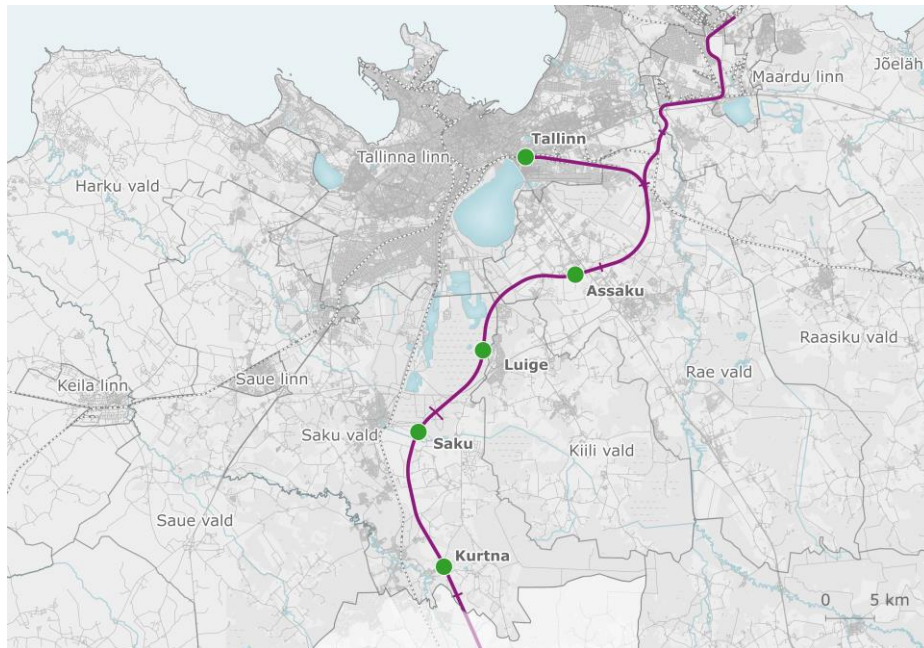 Maardu linn
Jõeläh
Tallinn
Tallinna linn
Harku vald
Assaku
Raasiku vald
Luige
Rae vald
Keila linn
Saue linn
Saku vald
Saku
Kiili vald
Saue vald
Kurtna
0 5 km